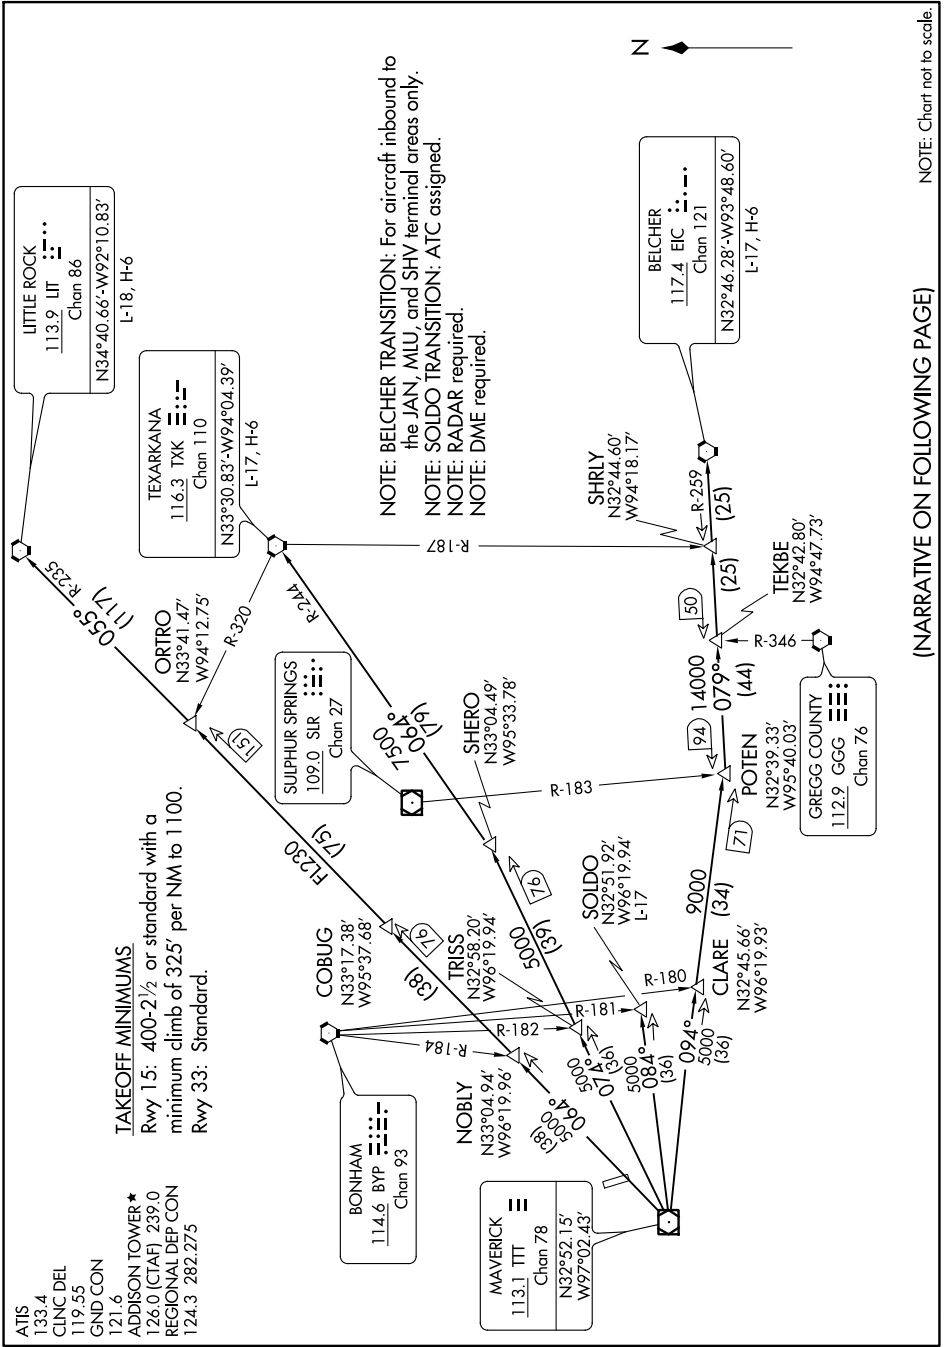 ATIS
133.4
CLNC DEL
119.55
GND CON
121.6
ADDISON TOWER★
126.0 (CTAF) 239.0
REGIONAL DEP CON
124.3 282.275
TAKEOFF MINIMUMS
Rwy 15: 400-2½ or standard with a
minimum climb of 325' per NM to 1100.
Rwy 33: Standard.
LITTLE ROCK
113.9 LIT
Chan 86
N34°40.66'-W92°10.83'
L-18, H-6
TEXARKANA
116.3 TXK
Chan 110
N33°30.83'-W94°04.39'
L-17, H-6
R-235
055°
(117)
ORTRO
N33°41.47'
W94°12.75'
R-320
R-244
151
FL230
(75)
SULPHUR SPRINGS
109.0 SLR
Chan 27
7500
064°
(79)
NOTE: BELCHER TRANSITION: For aircraft inbound to
the JAN, MLU, and SHV terminal areas only.
NOTE: SOLDO TRANSITION: ATC assigned.
NOTE: RADAR required.
NOTE: DME required.
R-187
N
COBUG
N33°17.38'
W95°37.68'
76
(38)
SHERO
N33°04.49'
W95°33.78'
76
5000
(39)
R-183
BONHAM
114.6 BYP
Chan 93
R-184
R-182
R-181
R-180
TRISS
N32°58.20'
W96°19.94'
NOBLY
N33°04.94'
W96°19.96'
SOLDO
N32°51.92'
W96°19.94'
L-17
064°
5000
(38)
074°
5000
(36)
084°
5000
(36)
094°
5000
(36)
MAVERICK
113.1 TTT
Chan 78
N32°52.15'
W97°02.43'
CLARE
N32°45.66'
W96°19.93'
9000
(34)
71
POTEN
N32°39.33'
W95°40.03'
94
14000
079°
(44)
50
TEKBE
N32°42.80'
W94°47.73'
R-346
GREGG COUNTY
112.9 GGG
Chan 76
SHRLY
N32°44.60'
W94°18.17'
(25)
R-259
(25)
BELCHER
117.4 EIC
Chan 121
N32°46.28'-W93°48.60'
L-17, H-6
(NARRATIVE ON FOLLOWING PAGE)
NOTE: Chart not to scale.